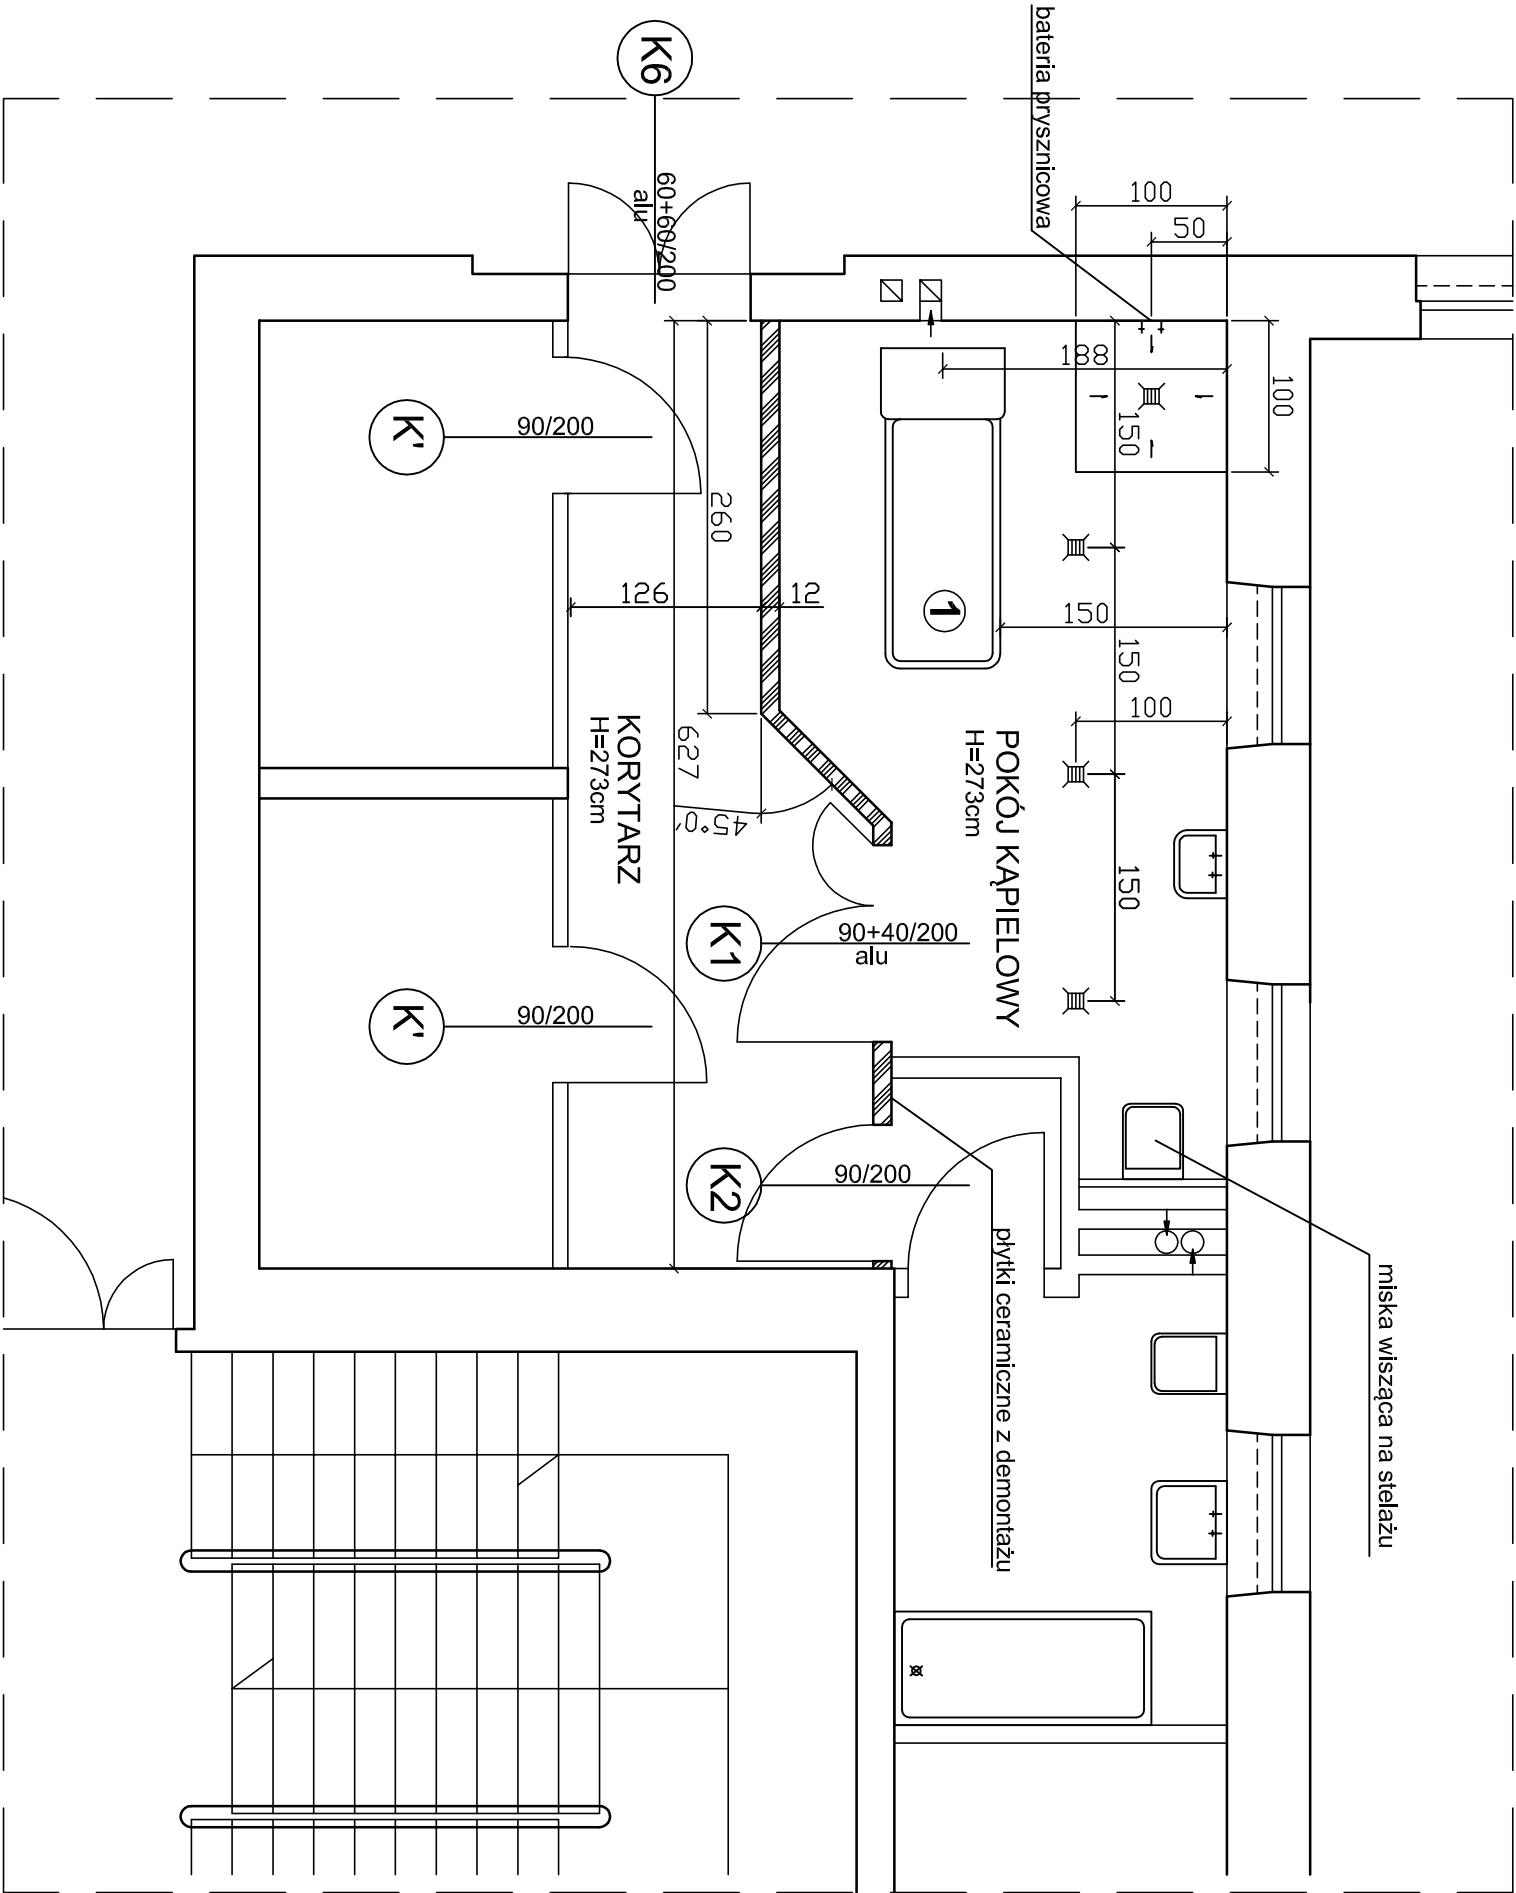 K6
60+60/200
alu
bateria prysznicowa
100
50
188
100
150
K'
90/200
260
126
12
1
150
150
100
KORYTARZ
H=273cm
627
45°0'
POKÓJ KĄPIELOWY
H=273cm
150
K1
90+40/200
alu
K'
90/200
K2
90/200
płytki ceramiczne z demontażu
miska wisząca na stelażu